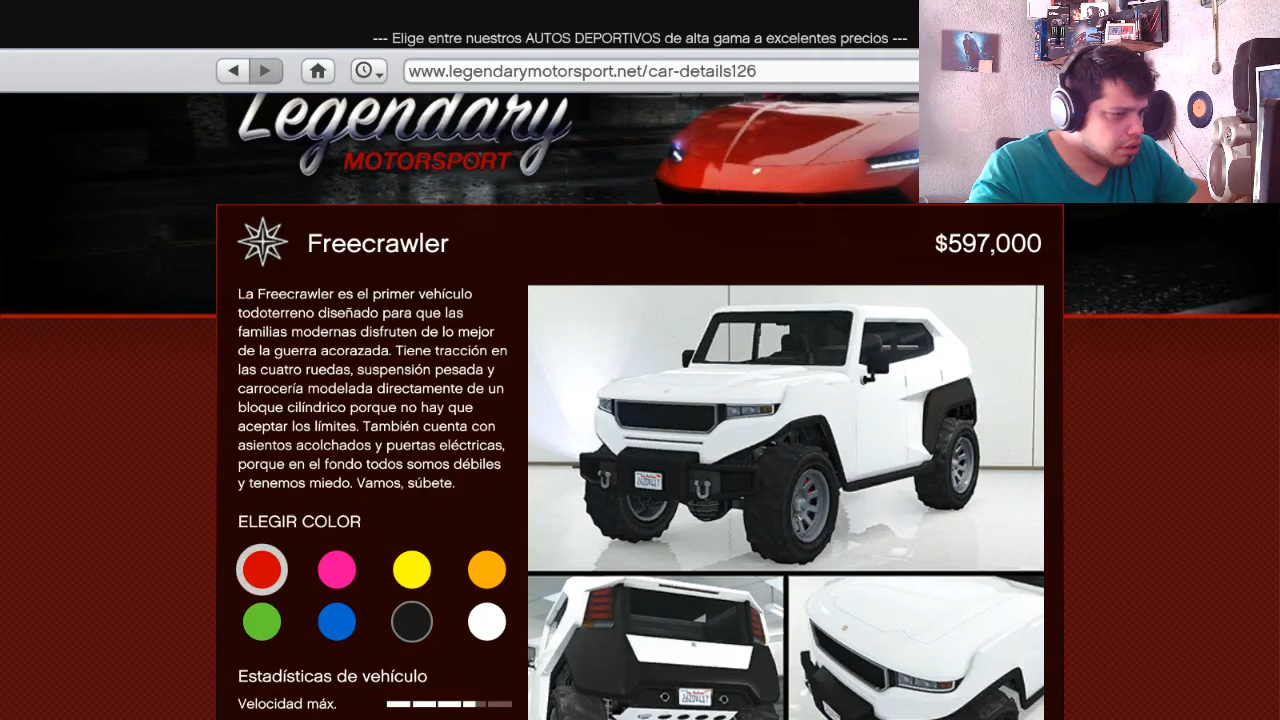 --- Elige entre nuestros AUTOS DEPORTIVOS de alta gama a excelentes precios ---
www.legendarymotorsport.net/car-details126
Legendary
MOTORSPORT
Freecrawler
$597,000
La Freecrawler es el primer vehículo
todoterreno diseñado para que las
familias modernas disfruten de lo mejor
de la guerra acorazada. Tiene tracción en
las cuatro ruedas, suspensión pesada y
carrocería modelada directamente de un
bloque cilíndrico porque no hay que
aceptar los límites. También cuenta con
asientos acolchados y puertas eléctricas,
porque en el fondo todos somos débiles
y tenemos miedo. Vamos, súbete.
ELEGIR COLOR
Estadísticas de vehículo
Velocidad máx.